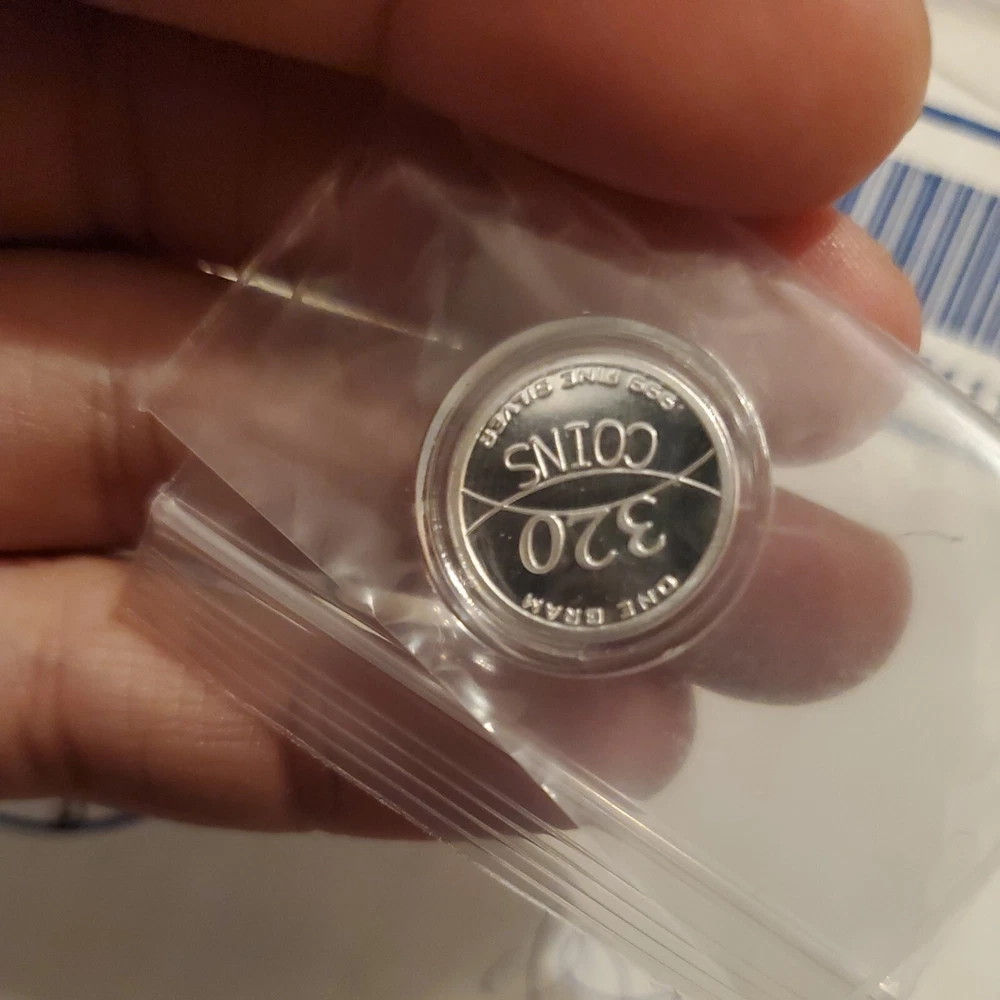 ONE GRAM
320
COINS
.999 FINE SILVER